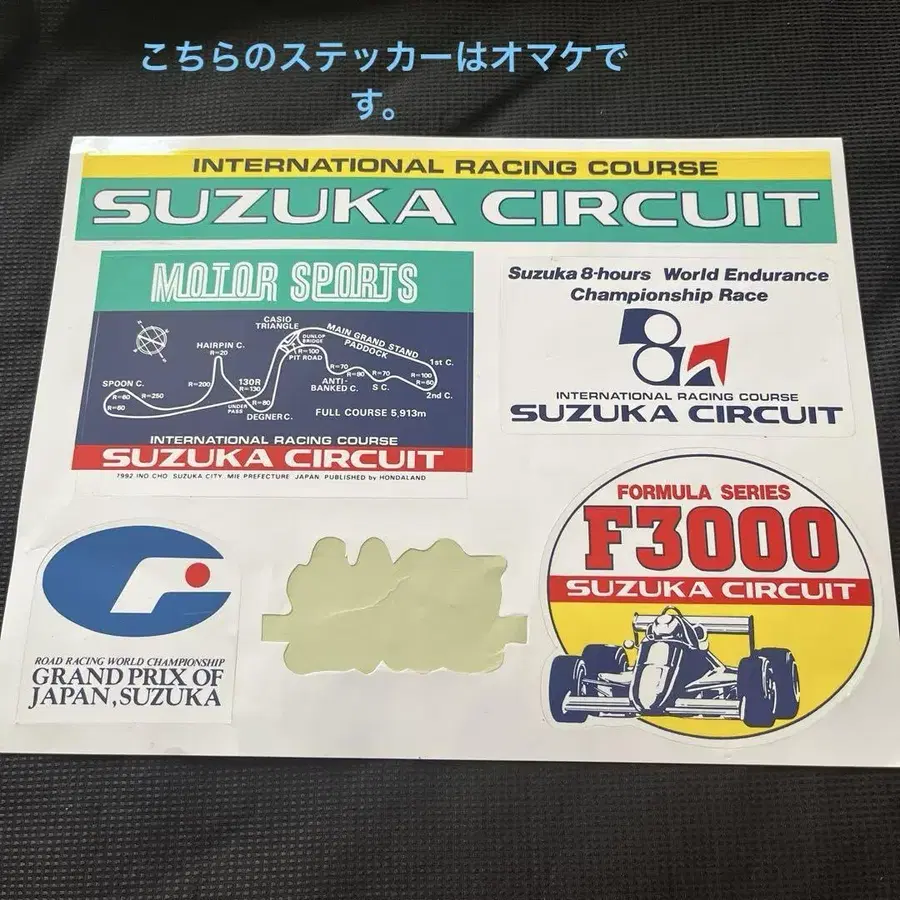 こちらのステッカーはオマケで
す。
INTERNATIONAL RACING COURSE
SUZUKA CIRCUIT
MOTOR SPORTS
CASIO
TRIANGLE
DUNLOP
BRIDGE
MAIN GRAND STAND
PADDOCK
HAIRPIN C.
R=20
R=100
PIT ROAD
1st C.
R=70
R=80
R=70
R=100
R=60
SPOON C.
R=60
R=250
R=200
130R
R=130
ANTI-
BANKED C.
S C.
2nd C.
R=60
UNDER
PASS
R=80
DEGNER C.
FULL COURSE 5,913m
INTERNATIONAL RACING COURSE
SUZUKA CIRCUIT
7992 INO CHO SUZUKA CITY MIE PREFECTURE JAPAN PUBLISHED by HONDALAND
Suzuka 8-hours World Endurance
Championship Race
8
INTERNATIONAL RACING COURSE
SUZUKA CIRCUIT
ROAD RACING WORLD CHAMPIONSHIP
GRAND PRIX OF
JAPAN, SUZUKA
FORMULA SERIES
F3000
SUZUKA CIRCUIT